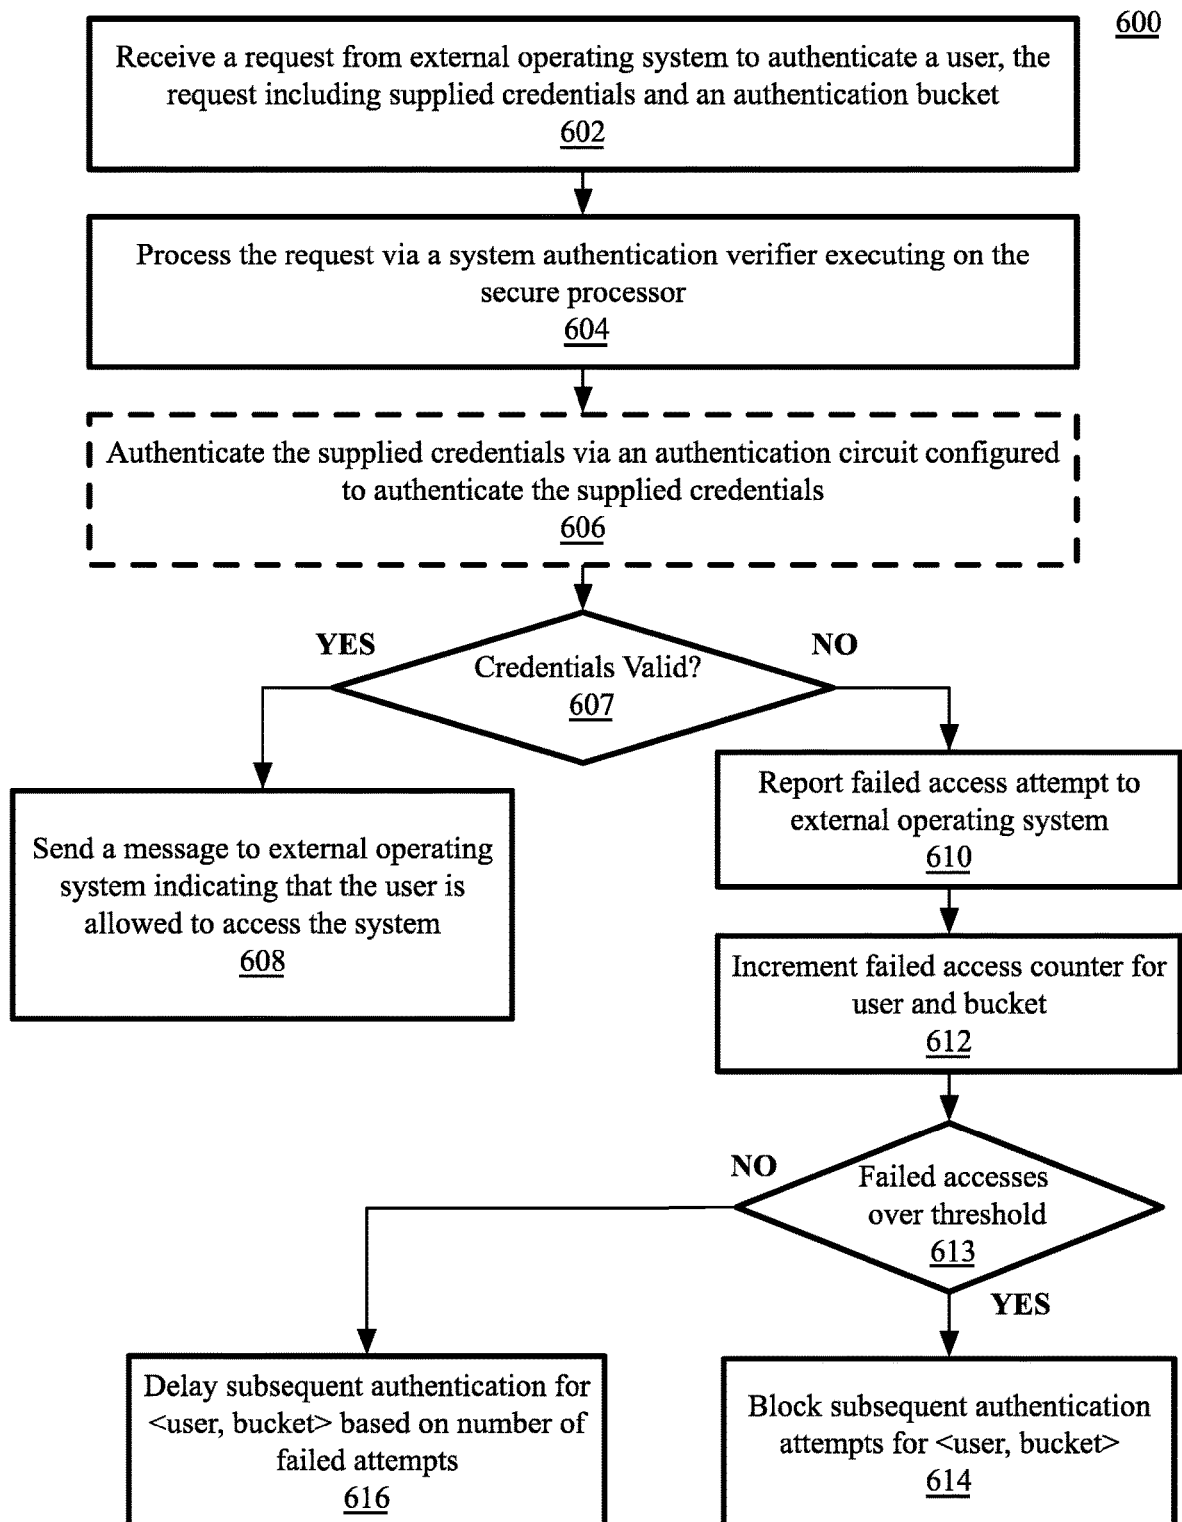 600
Receive a request from external operating system to authenticate a user, the
request including supplied credentials and an authentication bucket
602
Process the request via a system authentication verifier executing on the
secure processor
604
Authenticate the supplied credentials via an authentication circuit configured
to authenticate the supplied credentials
606
YES
NO
Credentials Valid?
607
Send a message to external operating
system indicating that the user is
allowed to access the system
608
Report failed access attempt to
external operating system
610
Increment failed access counter for
user and bucket
612
NO
Failed accesses
over threshold
613
YES
Delay subsequent authentication for
<user, bucket> based on number of
failed attempts
616
Block subsequent authentication
attempts for <user, bucket>
614